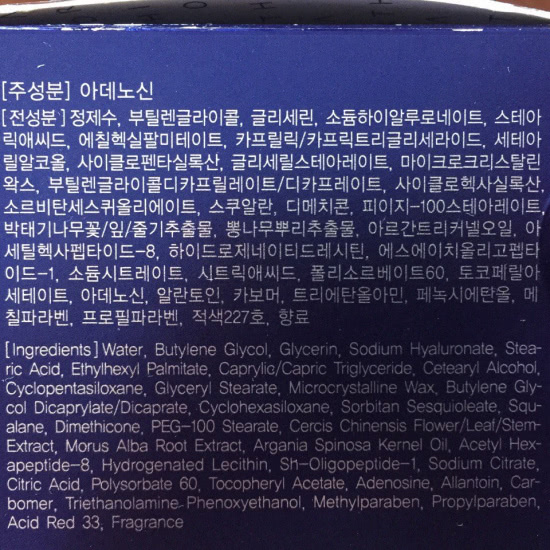 [주성분] 아데노신
[전성분] 정제수, 부틸렌글라이콜, 글리세린, 소듐하이알루로네이트, 스테아
릭애씨드, 에칠헥실팔미테이트, 카프릴릭/카프릭트리글리세라이드, 세테아
릴알코올, 사이클로펜타실록산, 글리세릴스테아레이트, 마이크로크리스탈린
왁스, 부틸렌글라이콜디카프릴레이트/디카프레이트, 사이클로헥사실록산,
소르비탄세스퀴올리에이트, 스쿠알란, 디메치콘, 피이지-100스테아레이트,
박태기나무꽃/잎/줄기추출물, 뽕나무뿌리추출물, 아르간트리커넬오일, 아
세틸헥사펩타이드-8, 하이드로제네이티드레시틴, 에스에이치올리고펩타
이드-1, 소듐시트레이트, 시트릭애씨드, 폴리소르베이트60, 토코페릴아
세테이트, 아데노신, 알란토인, 카보머, 트리에탄올아민, 페녹시에탄올, 메
칠파라벤, 프로필파라벤, 적색227호, 향료
[Ingredients] Water, Butylene Glycol, Glycerin, Sodium Hyaluronate, Stea-
ric Acid, Ethylhexyl Palmitate, Caprylic/Capric Triglyceride, Cetearyl Alcohol,
Cyclopentasiloxane, Glyceryl Stearate, Microcrystalline Wax, Butylene Gly-
col Dicaprylate/Dicaprate, Cyclohexasiloxane, Sorbitan Sesquioleate, Squ-
alane, Dimethicone, PEG-100 Stearate, Cercis Chinensis Flower/Leaf/Stem-
Extract, Morus Alba Root Extract, Argania Spinosa Kernel Oil, Acetyl Hex-
apeptide-8, Hydrogenated Lecithin, Sh-Oligopeptide-1, Sodium Citrate,
Citric Acid, Polysorbate 60, Tocopheryl Acetate, Adenosine, Allantoin, Car-
bomer, Triethanolamine Phenoxyethanol, Methylparaben, Propylparaben,
Acid Red 33, Fragrance